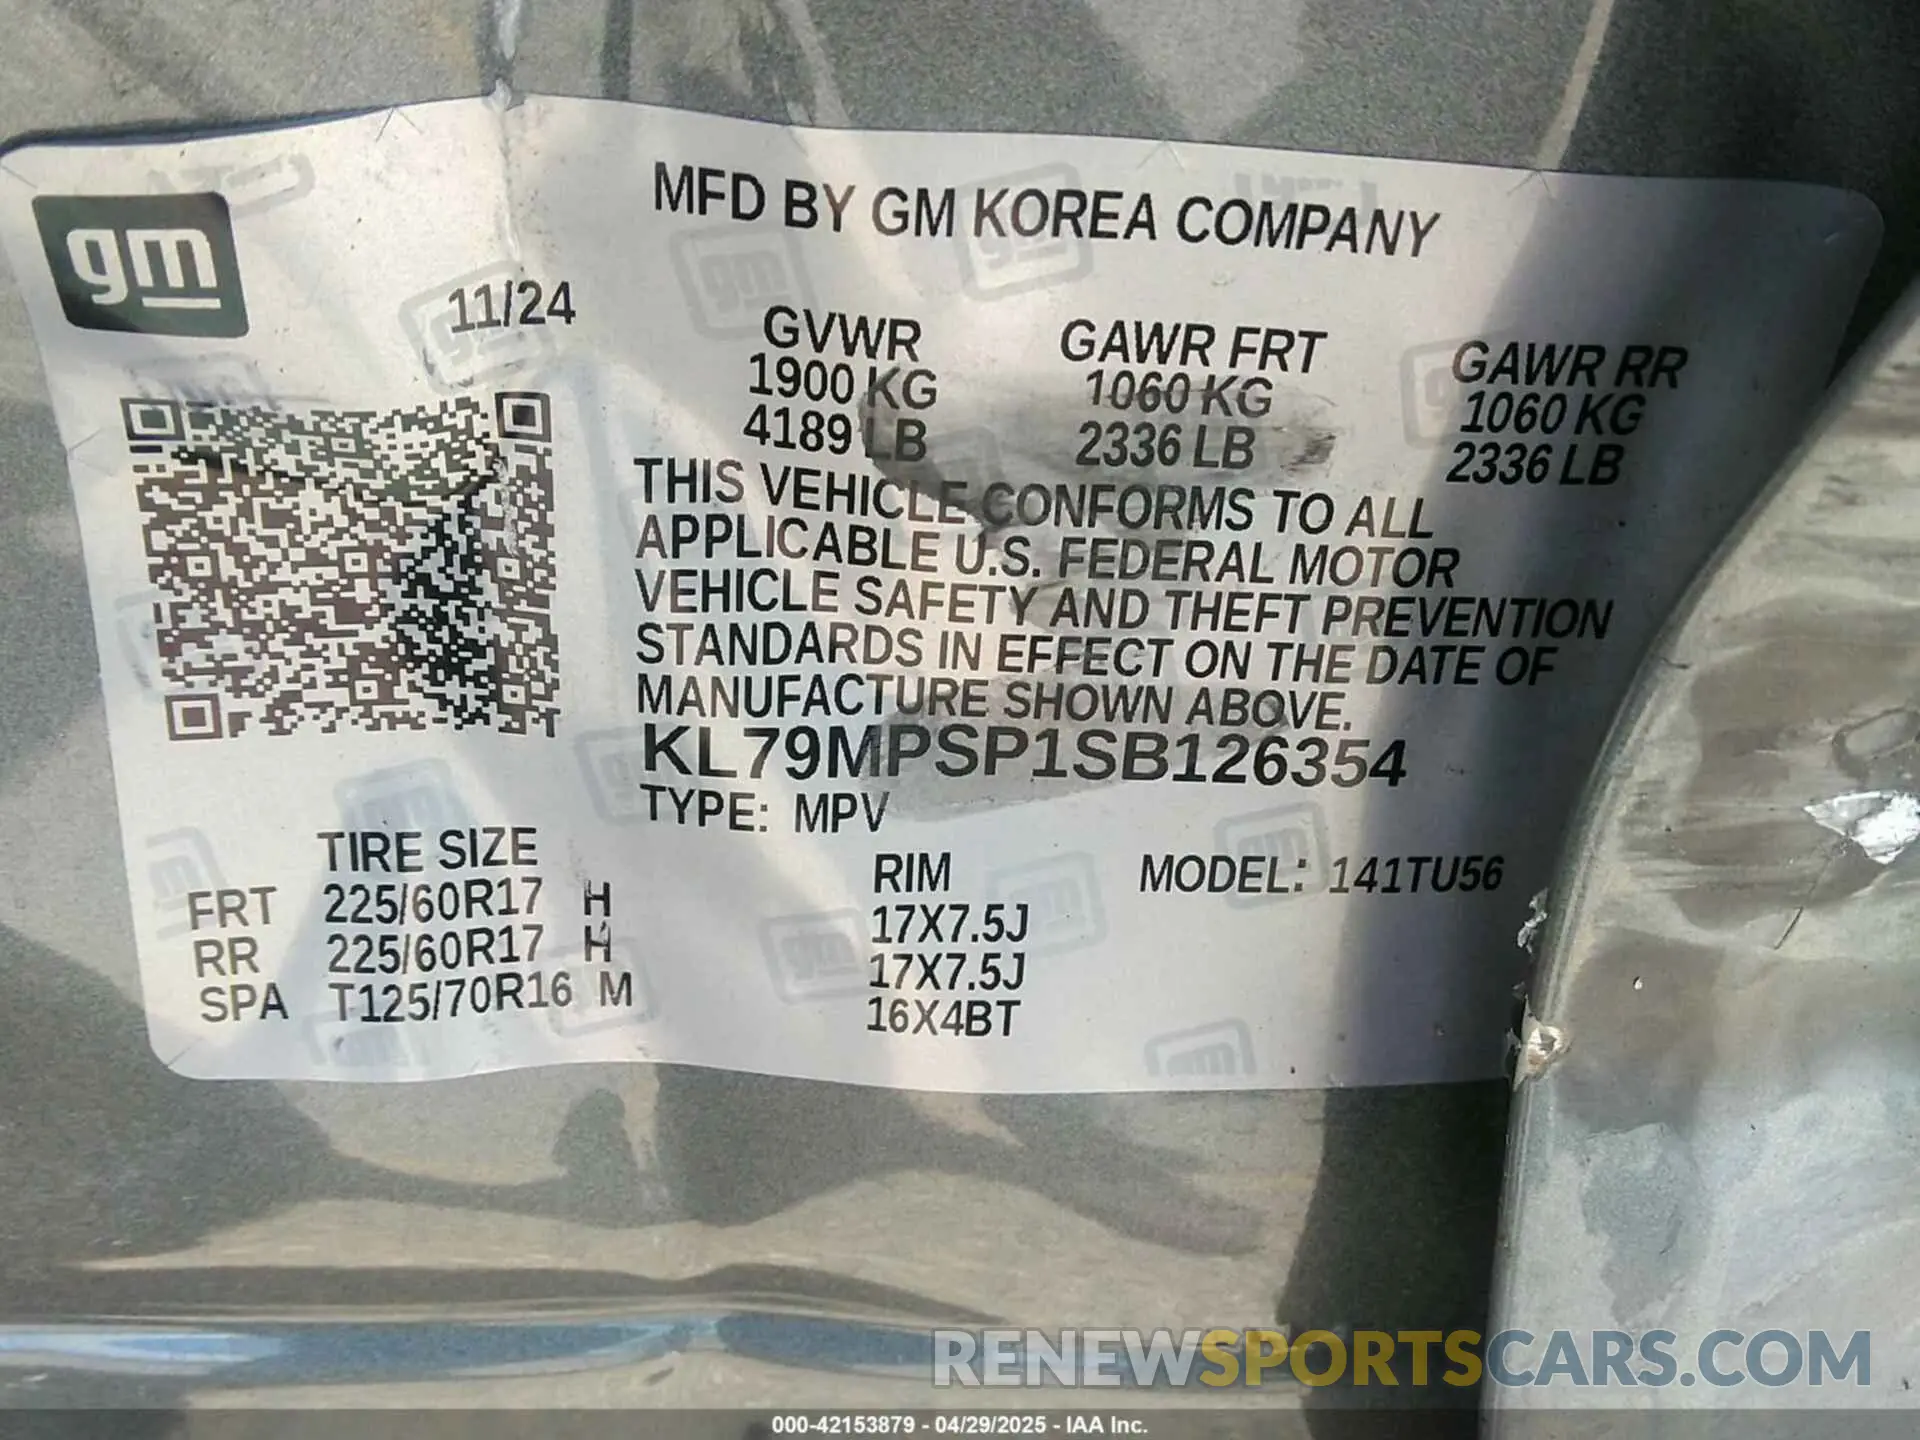 gm
MFD BY GM KOREA COMPANY
11/24
GVWR GAWR FRT GAWR RR
1900 KG 1060 KG 1060 KG
4189 LB 2336 LB 2336 LB
THIS VEHICLE CONFORMS TO ALL
APPLICABLE U.S. FEDERAL MOTOR
VEHICLE SAFETY AND THEFT PREVENTION
STANDARDS IN EFFECT ON THE DATE OF
MANUFACTURE SHOWN ABOVE.
KL79MPSP1SB126354
TYPE: MPV
TIRE SIZE RIM MODEL: 141TU56
FRT 225/60R17 H 17X7.5J
RR 225/60R17 H 17X7.5J
SPA T125/70R16 M 16X4BT
RENEWSPORTSCARS.COM
000-42153879 - 04/29/2025 - IAA Inc.